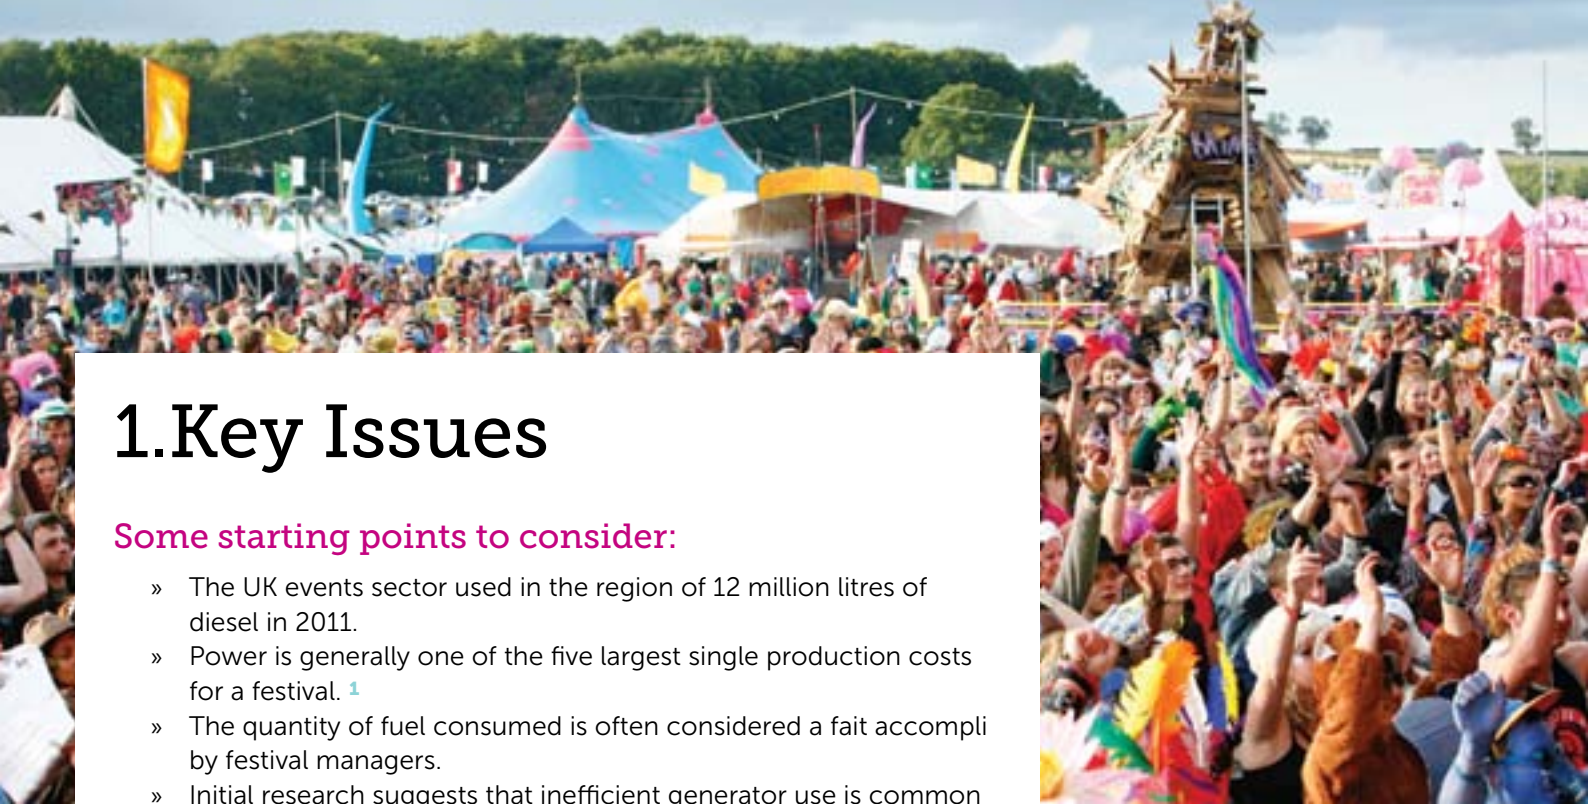 1.Key Issues
Some starting points to consider:
» The UK events sector used in the region of 12 million litres of
diesel in 2011.
» Power is generally one of the five largest single production costs
for a festival. 1
» The quantity of fuel consumed is often considered a fait accompli
by festival managers.
» Initial research suggests that inefficient generator use is common